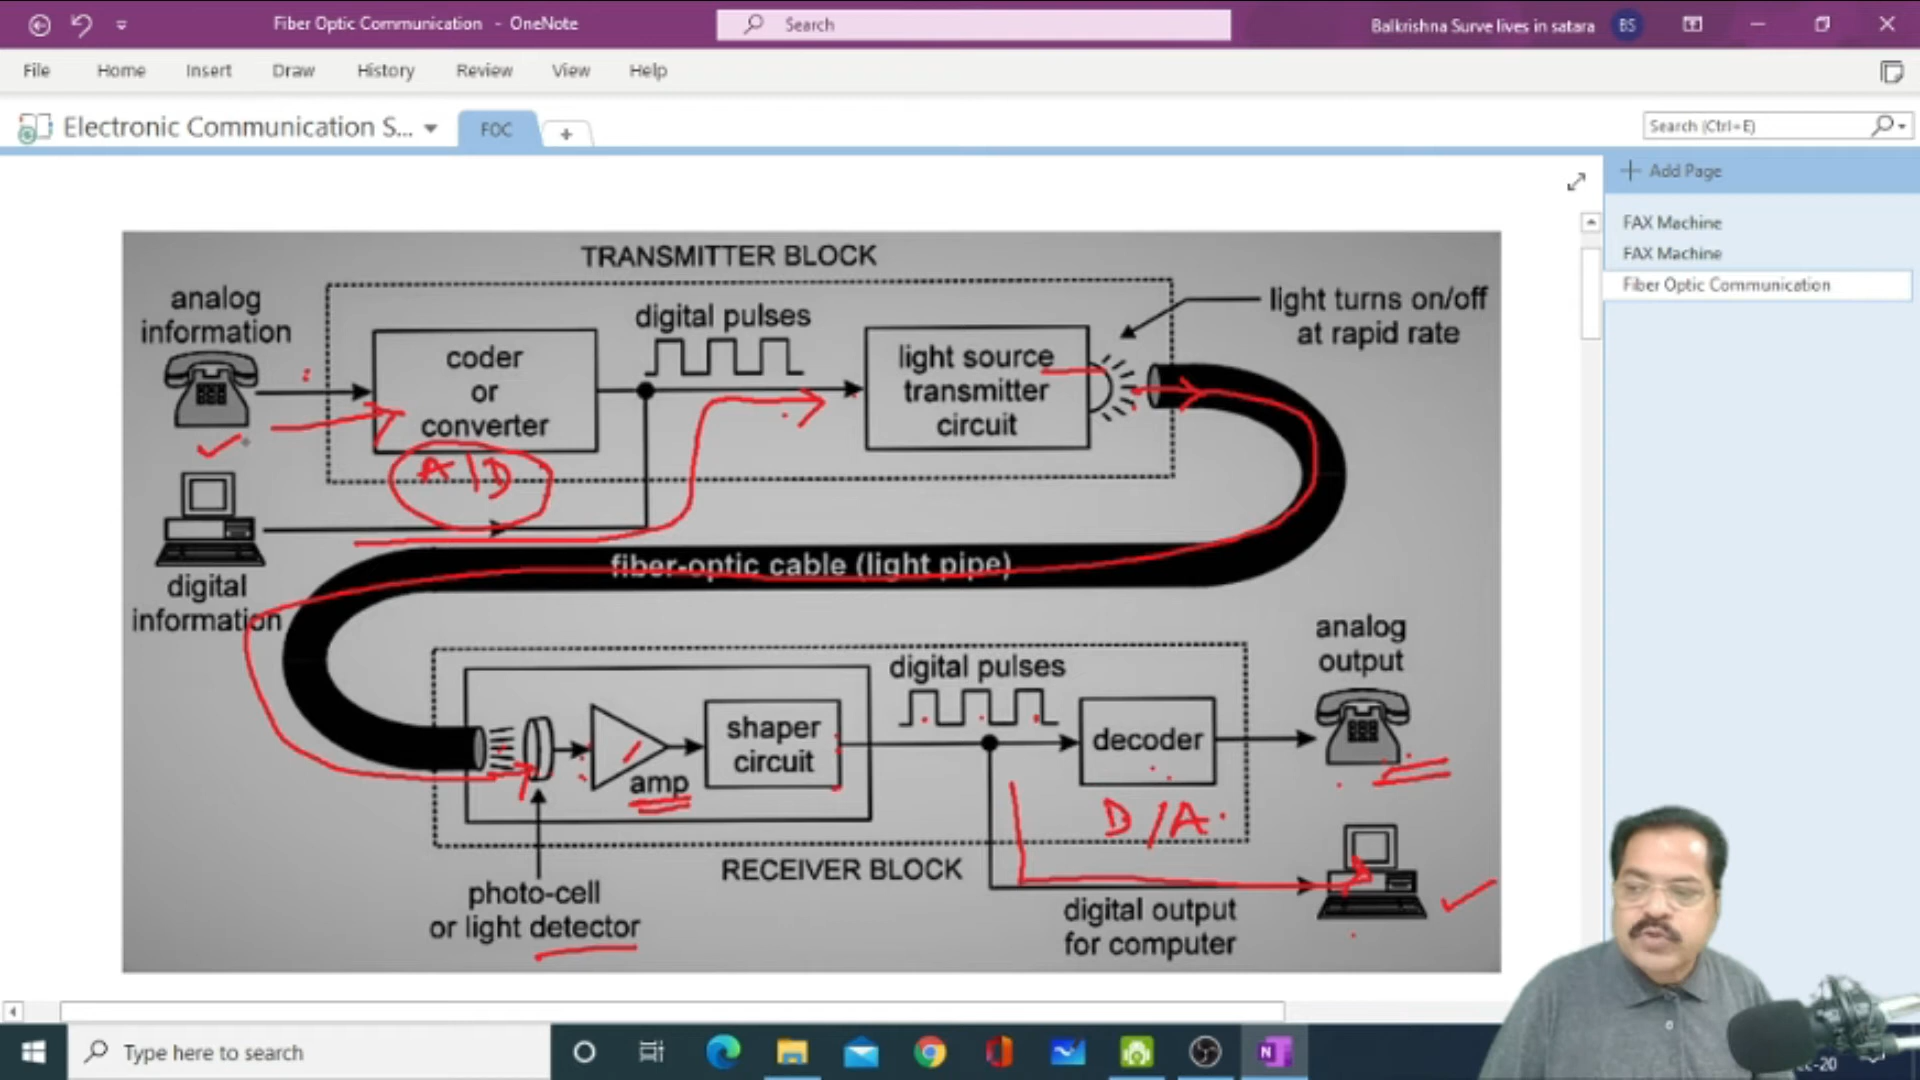 Fiber Optic Communication - OneNote
Search
Balkrishna Surve lives in satara
BS
File Home Insert Draw History Review View Help
Electronic Communication S...
FOC
Search (Ctrl+E)
Add Page
FAX Machine
FAX Machine
Fiber Optic Communication
TRANSMITTER BLOCK
analog
information
digital pulses
light turns on/off
at rapid rate
coder
or
converter
light source
transmitter
circuit
A/D
fiber-optic cable (light pipe)
digital
information
analog
output
digital pulses
shaper
circuit
decoder
amp
D/A
RECEIVER BLOCK
photo-cell
or light detector
digital output
for computer
Type here to search